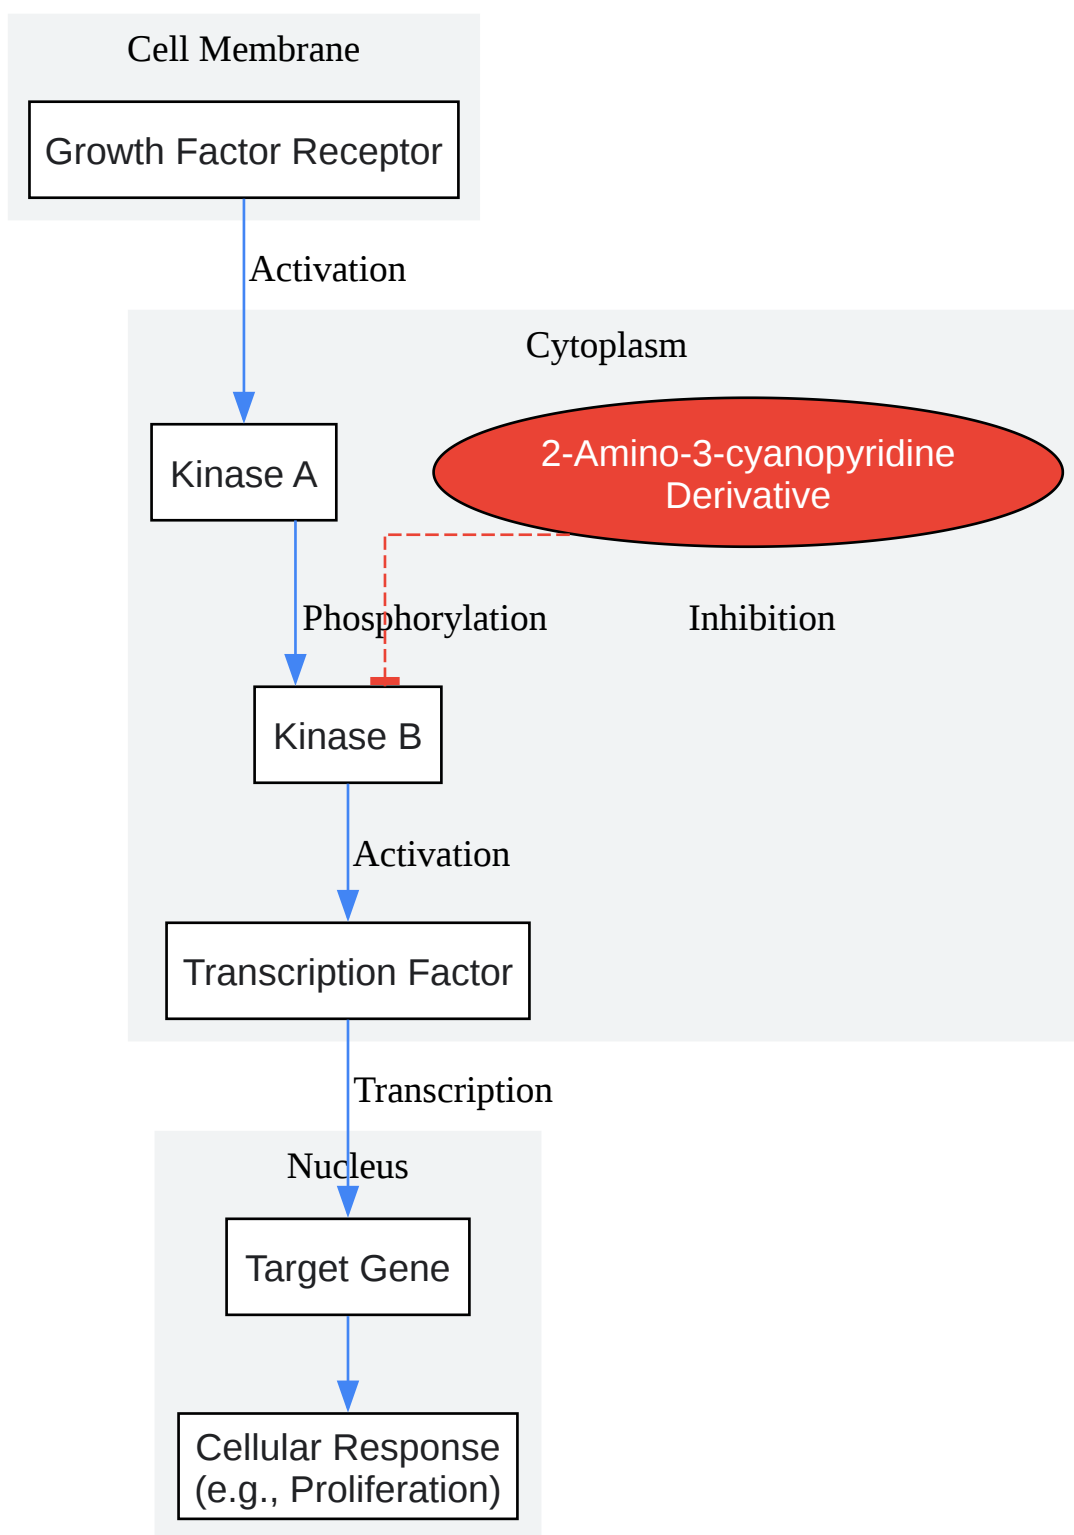 Cell Membrane
Growth Factor Receptor
Activation
Cytoplasm
Kinase A
2-Amino-3-cyanopyridine
Derivative
Phosphorylation
Inhibition
Kinase B
Activation
Transcription Factor
Transcription
Nucleus
Target Gene
Cellular Response
(e.g., Proliferation)